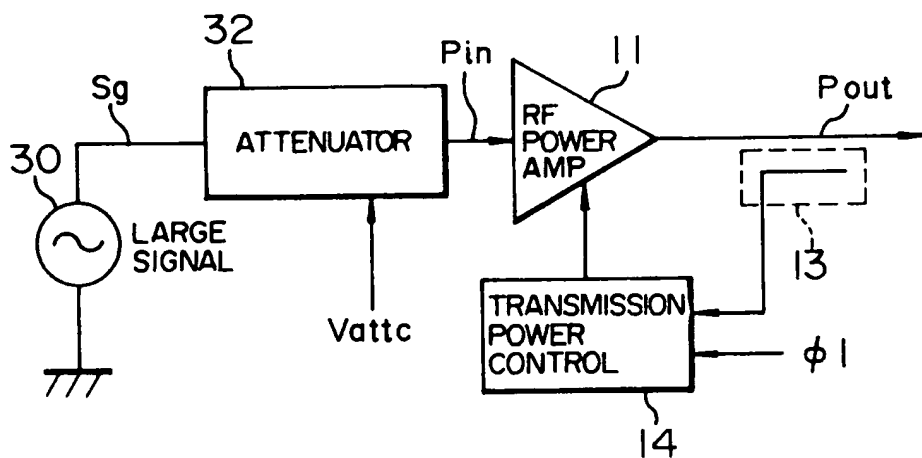 32
Pin
11
Sg
Pout
30
ATTENUATOR
RF
POWER
AMP
LARGE
SIGNAL
13
Vattc
TRANSMISSION
POWER
CONTROL
ϕ1
14